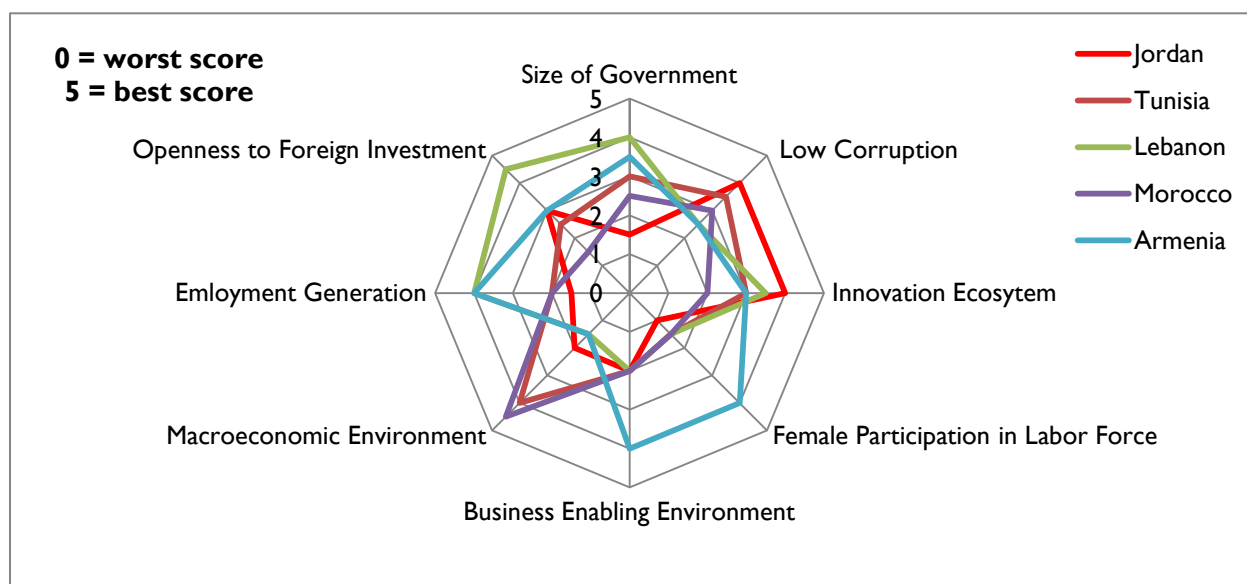 0 = worst score
5 = best score
Size of Government
Low Corruption
Innovation Ecosytem
Female Participation in Labor Force
Business Enabling Environment
Macroeconomic Environment
Emloyment Generation
Openness to Foreign Investment
5
4
3
2
1
0
Jordan
Tunisia
Lebanon
Morocco
Armenia